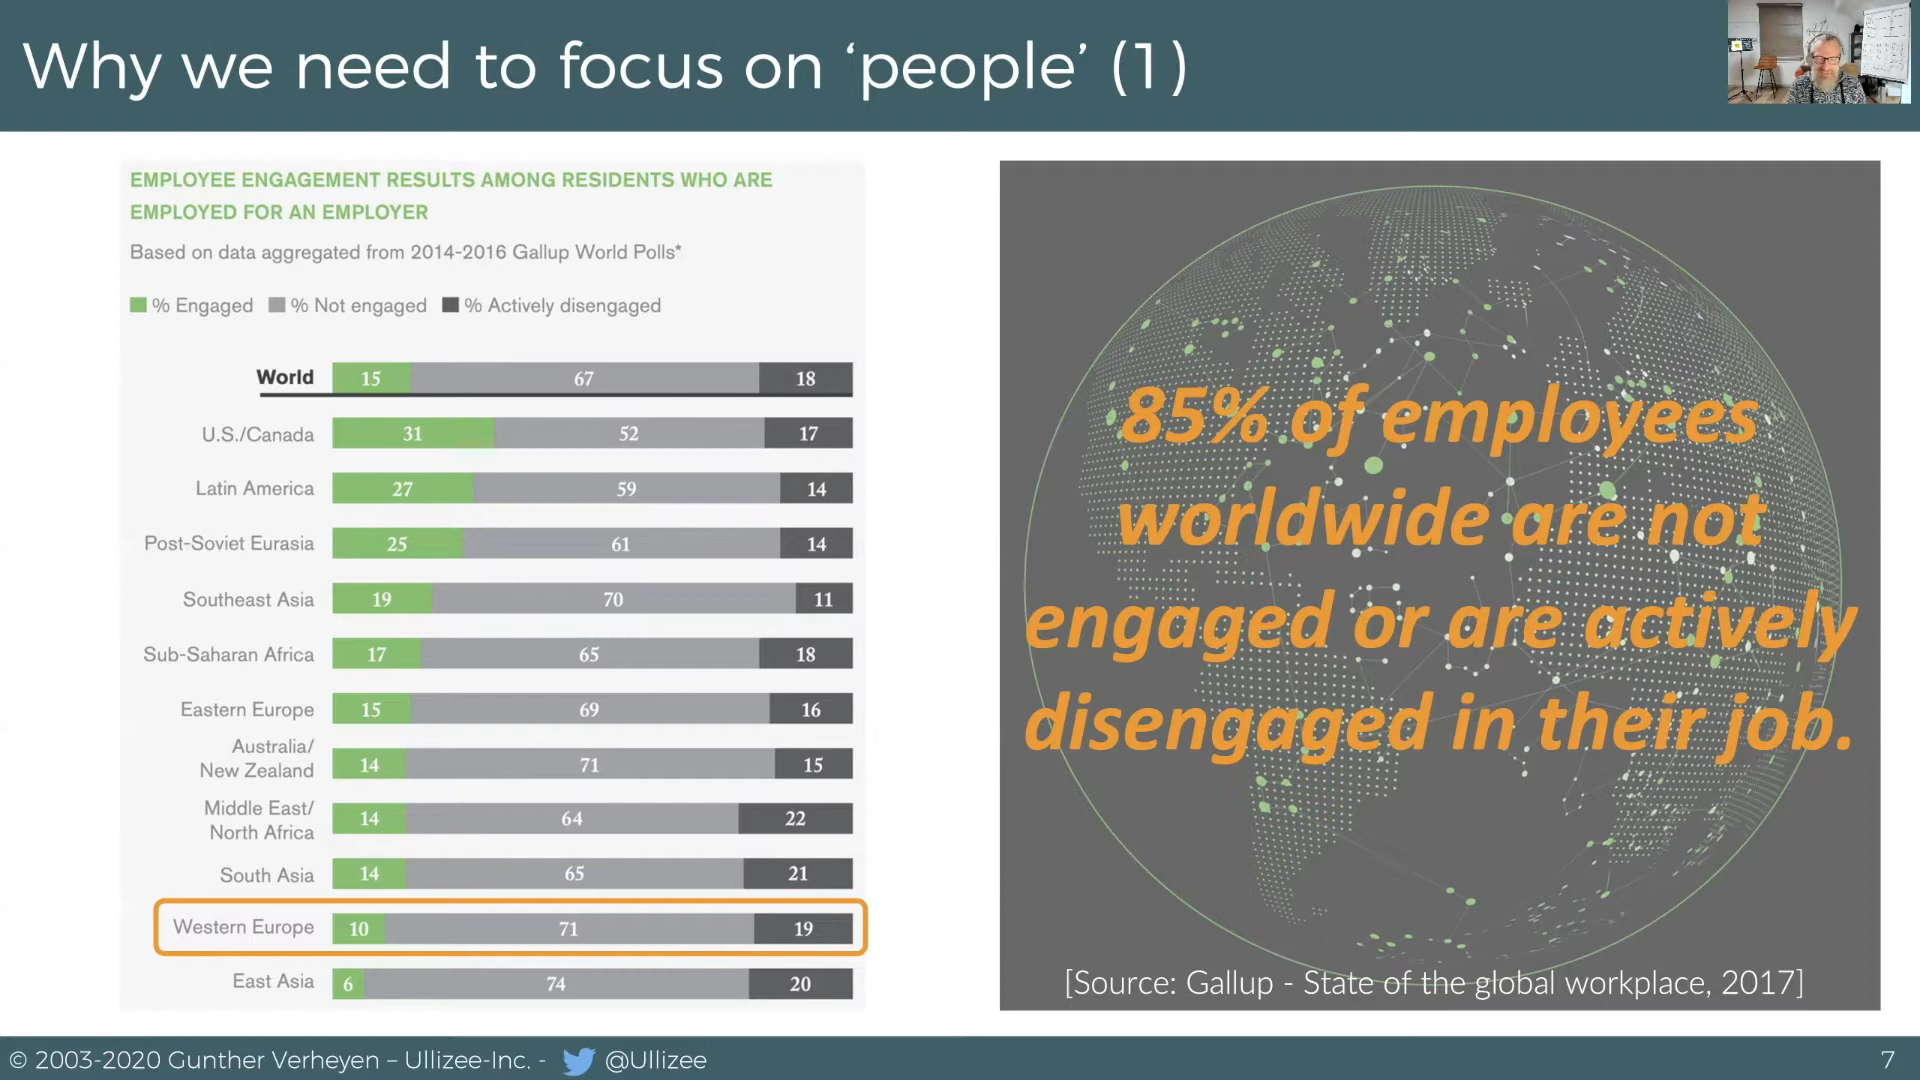 Why we need to focus on ‘people’ (1)
EMPLOYEE ENGAGEMENT RESULTS AMONG RESIDENTS WHO ARE
EMPLOYED FOR AN EMPLOYER
Based on data aggregated from 2014-2016 Gallup World Polls*
% Engaged % Not engaged % Actively disengaged
World 15 67 18
U.S./Canada 31 52 17
Latin America 27 59 14
Post-Soviet Eurasia 25 61 14
Southeast Asia 19 70 11
Sub-Saharan Africa 17 65 18
Eastern Europe 15 69 16
Australia/
New Zealand 14 71 15
Middle East/
North Africa 14 64 22
South Asia 14 65 21
Western Europe 10 71 19
East Asia 6 74 20
85% of employees
worldwide are not
engaged or are actively
disengaged in their job.
[Source: Gallup - State of the global workplace, 2017]
© 2003-2020 Gunther Verheyen – Ullizee-Inc. - @Ullizee
7